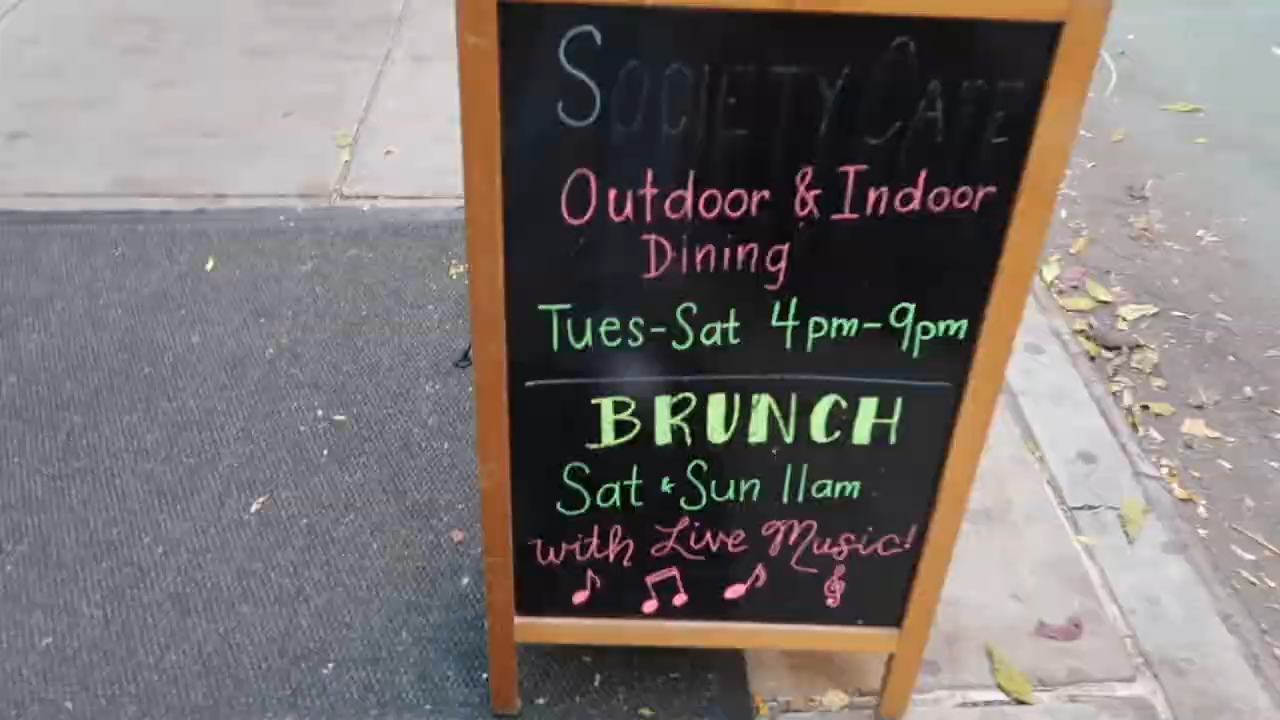 SOCIETY CAFE
Outdoor & Indoor
Dining
Tues-Sat 4pm-9pm
BRUNCH
Sat & Sun 11am
with Live Music!